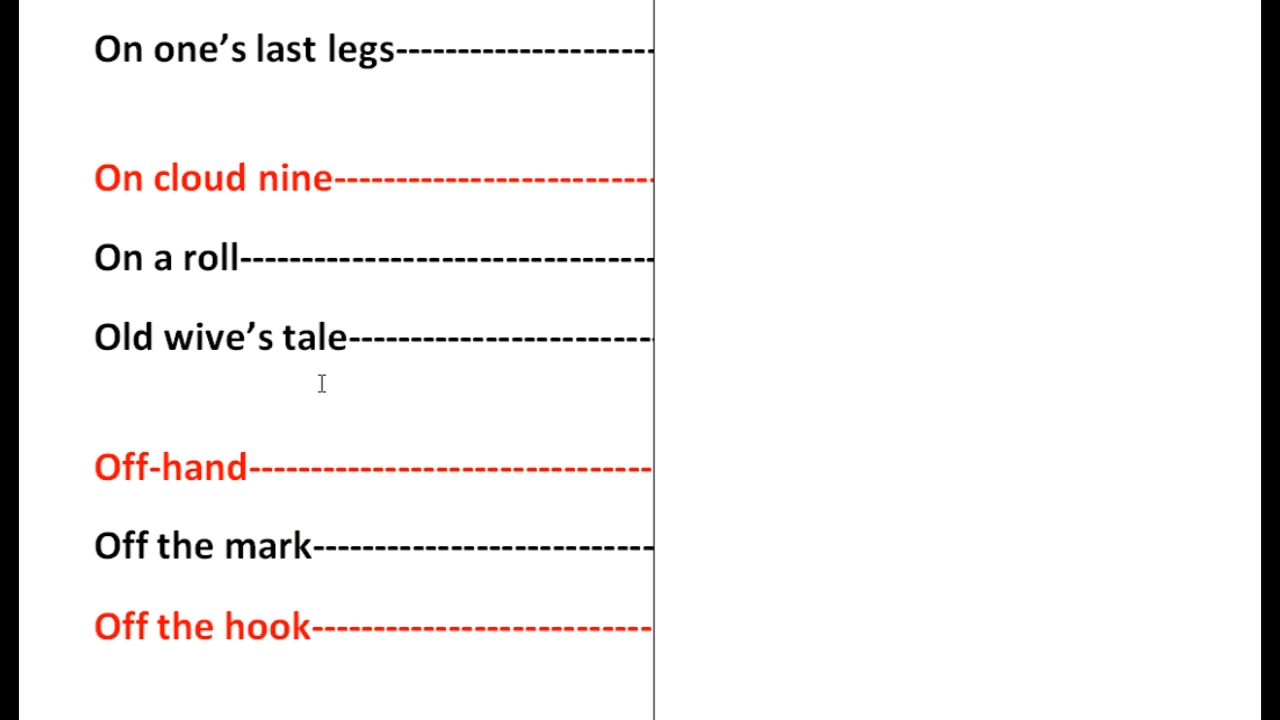 On one’s last legs---------------------
On cloud nine--------------------------
On a roll----------------------------------
Old wive’s tale-------------------------
Off-hand---------------------------------
Off the mark----------------------------
Off the hook----------------------------